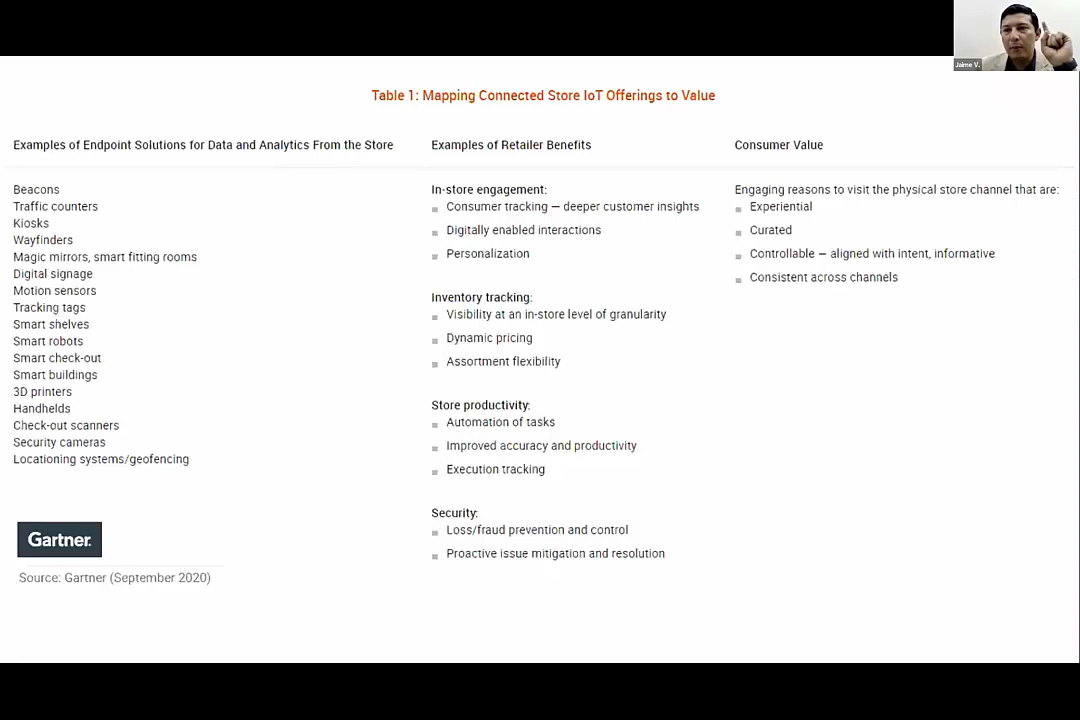 Jaime V.
Table 1: Mapping Connected Store IoT Offerings to Value
Examples of Endpoint Solutions for Data and Analytics From the Store
Beacons
Traffic counters
Kiosks
Wayfinders
Magic mirrors, smart fitting rooms
Digital signage
Motion sensors
Tracking tags
Smart shelves
Smart robots
Smart check-out
Smart buildings
3D printers
Handhelds
Check-out scanners
Security cameras
Locationing systems/geofencing
Examples of Retailer Benefits
In-store engagement:
Consumer tracking — deeper customer insights
Digitally enabled interactions
Personalization
Inventory tracking:
Visibility at an in-store level of granularity
Dynamic pricing
Assortment flexibility
Store productivity:
Automation of tasks
Improved accuracy and productivity
Execution tracking
Security:
Loss/fraud prevention and control
Proactive issue mitigation and resolution
Consumer Value
Engaging reasons to visit the physical store channel that are:
Experiential
Curated
Controllable — aligned with intent, informative
Consistent across channels
Gartner.
Source: Gartner (September 2020)